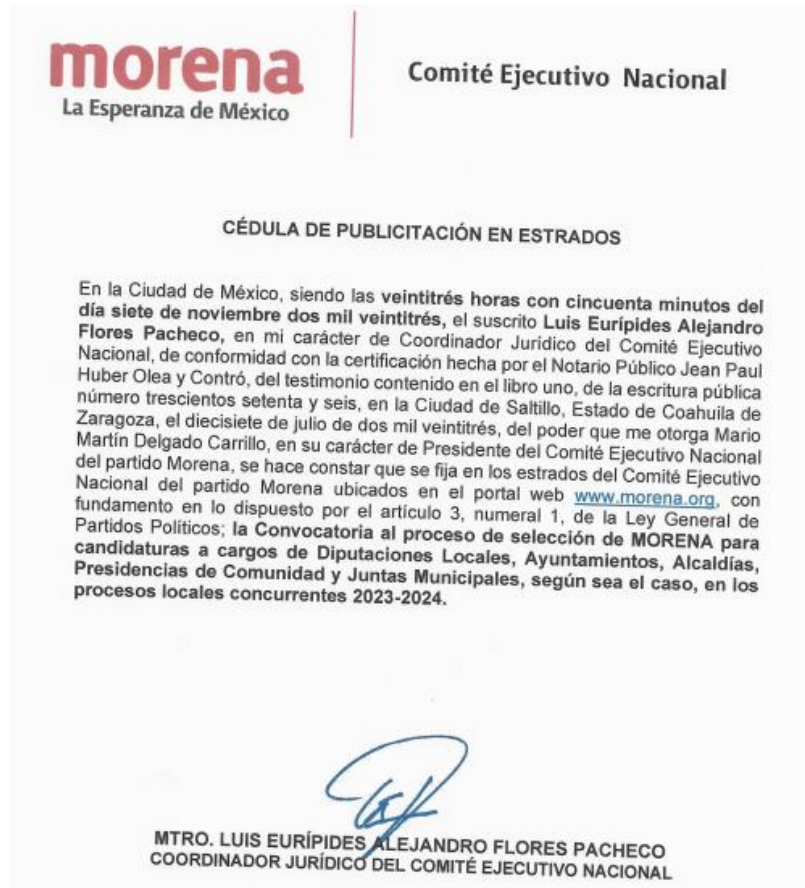 morena
La Esperanza de México
Comité Ejecutivo Nacional
CÉDULA DE PUBLICITACIÓN EN ESTRADOS
En la Ciudad de México, siendo las veintitrés horas con cincuenta minutos del
día siete de noviembre dos mil veintitrés, el suscrito Luis Eurípides Alejandro
Flores Pacheco, en mi carácter de Coordinador Jurídico del Comité Ejecutivo
Nacional, de conformidad con la certificación hecha por el Notario Público Jean Paul
Huber Olea y Contró, del testimonio contenido en el libro uno, de la escritura pública
número trescientos setenta y seis, en la Ciudad de Saltillo, Estado de Coahuila de
Zaragoza, el diecisiete de julio de dos mil veintitrés, del poder que me otorga Mario
Martín Delgado Carrillo, en su carácter de Presidente del Comité Ejecutivo Nacional
del partido Morena, se hace constar que se fija en los estrados del Comité Ejecutivo
Nacional del partido Morena ubicados en el portal web www.morena.org, con
fundamento en lo dispuesto por el artículo 3, numeral 1, de la Ley General de
Partidos Políticos; la Convocatoria al proceso de selección de MORENA para
candidaturas a cargos de Diputaciones Locales, Ayuntamientos, Alcaldías,
Presidencias de Comunidad y Juntas Municipales, según sea el caso, en los
procesos locales concurrentes 2023-2024.
MTRO. LUIS EURÍPIDES ALEJANDRO FLORES PACHECO
COORDINADOR JURÍDICO DEL COMITÉ EJECUTIVO NACIONAL